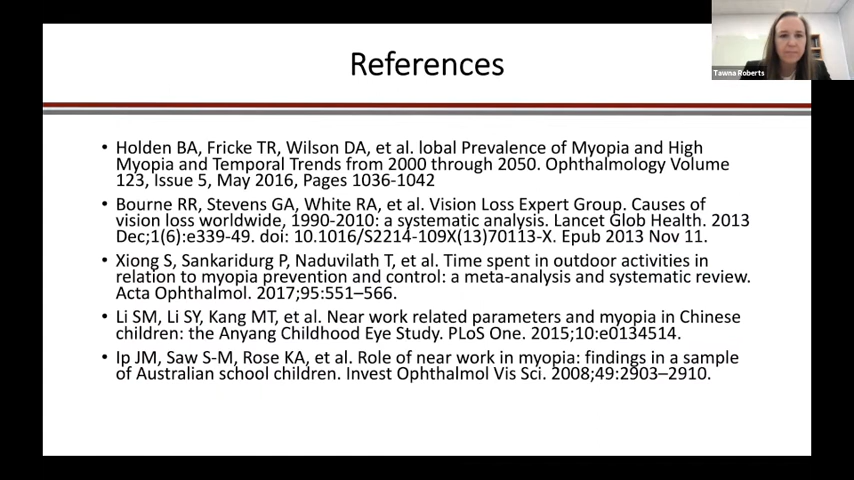 References
• Holden BA, Fricke TR, Wilson DA, et al. lobal Prevalence of Myopia and High
Myopia and Temporal Trends from 2000 through 2050. Ophthalmology Volume
123, Issue 5, May 2016, Pages 1036-1042
• Bourne RR, Stevens GA, White RA, et al. Vision Loss Expert Group. Causes of
vision loss worldwide, 1990-2010: a systematic analysis. Lancet Glob Health. 2013
Dec;1(6):e339-49. doi: 10.1016/S2214-109X(13)70113-X. Epub 2013 Nov 11.
• Xiong S, Sankaridurg P, Naduvilath T, et al. Time spent in outdoor activities in
relation to myopia prevention and control: a meta-analysis and systematic review.
Acta Ophthalmol. 2017;95:551–566.
• Li SM, Li SY, Kang MT, et al. Near work related parameters and myopia in Chinese
children: the Anyang Childhood Eye Study. PLoS One. 2015;10:e0134514.
• Ip JM, Saw S-M, Rose KA, et al. Role of near work in myopia: findings in a sample
of Australian school children. Invest Ophthalmol Vis Sci. 2008;49:2903–2910.
Tawna Roberts